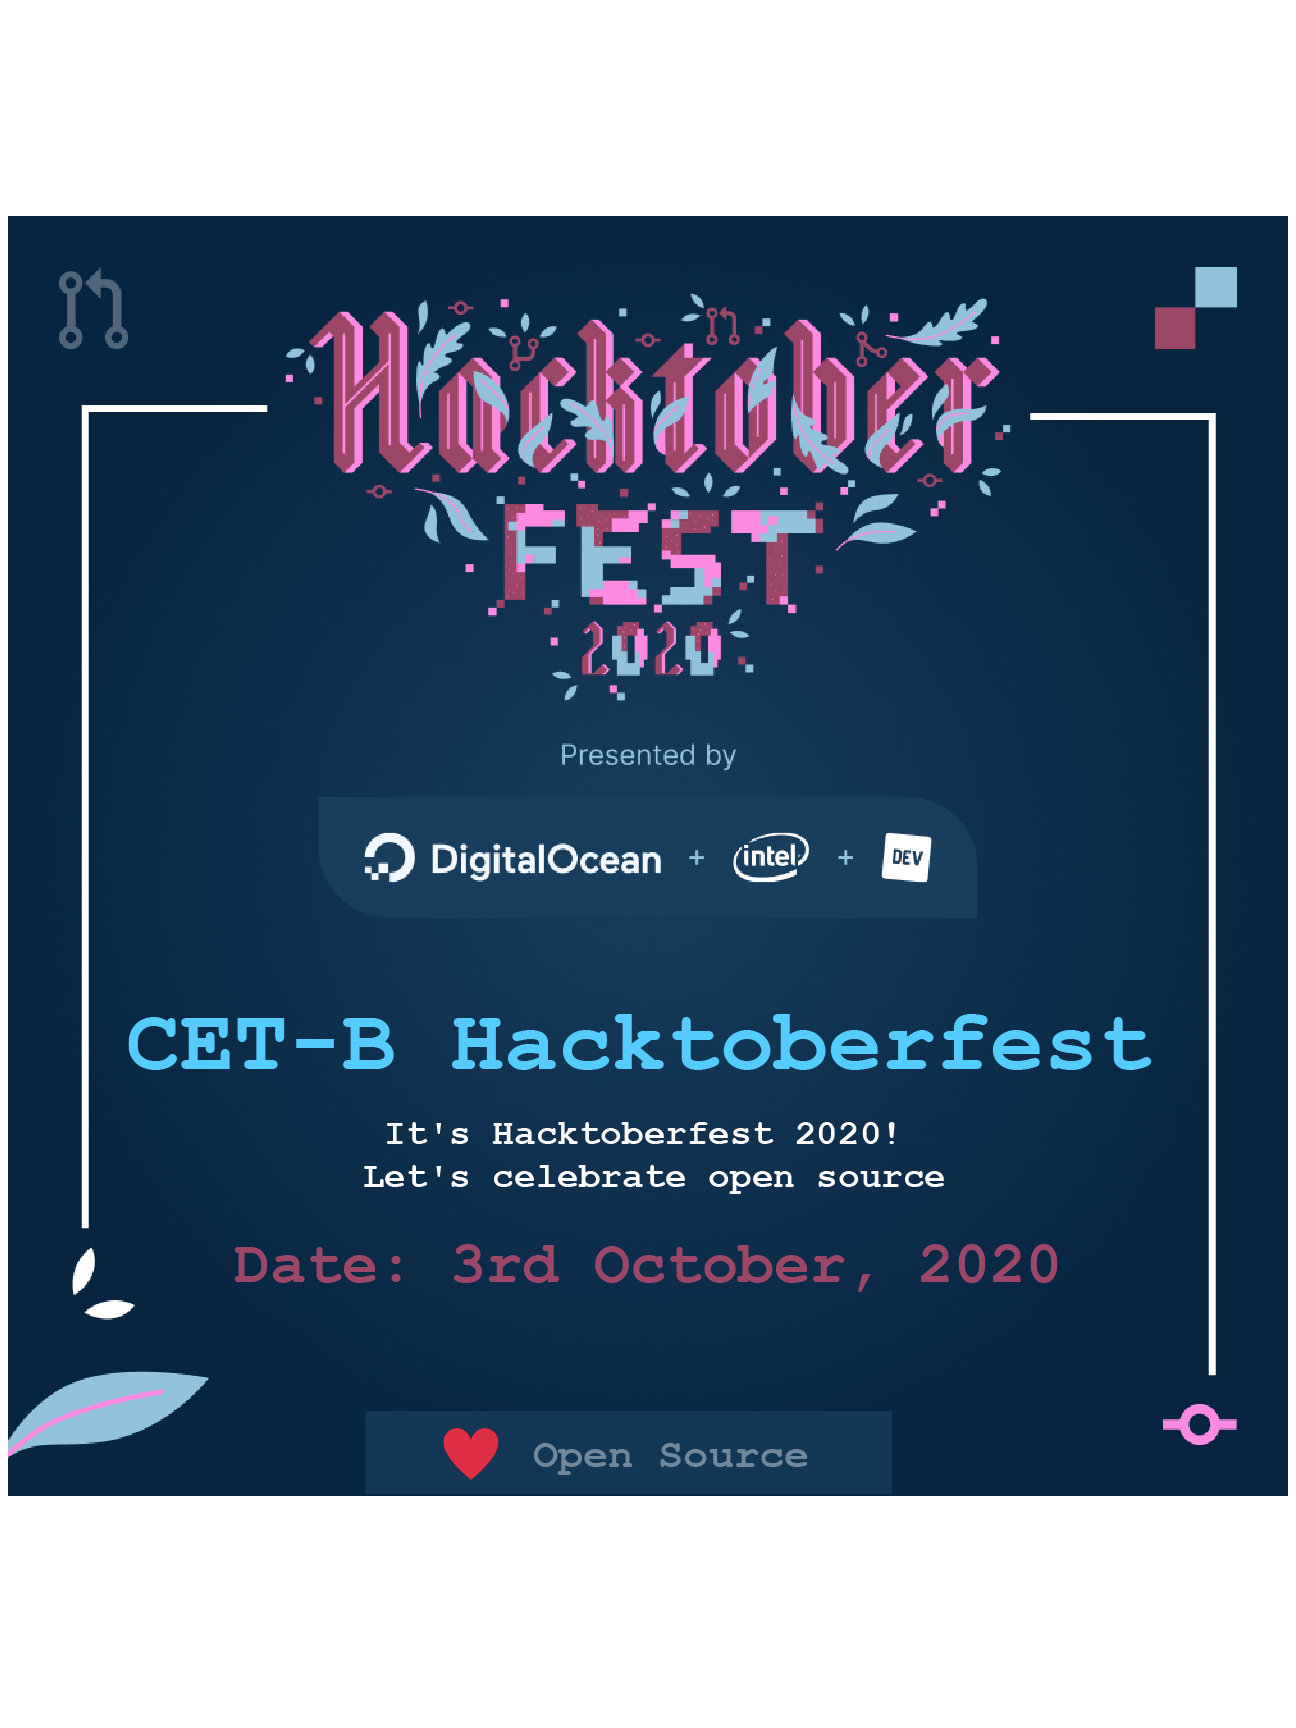 Hacktober
FEST
2020
Presented by
DigitalOcean + intel + DEV
CET-B Hacktoberfest
It's Hacktoberfest 2020!
Let's celebrate open source
Date: 3rd October, 2020
Open Source